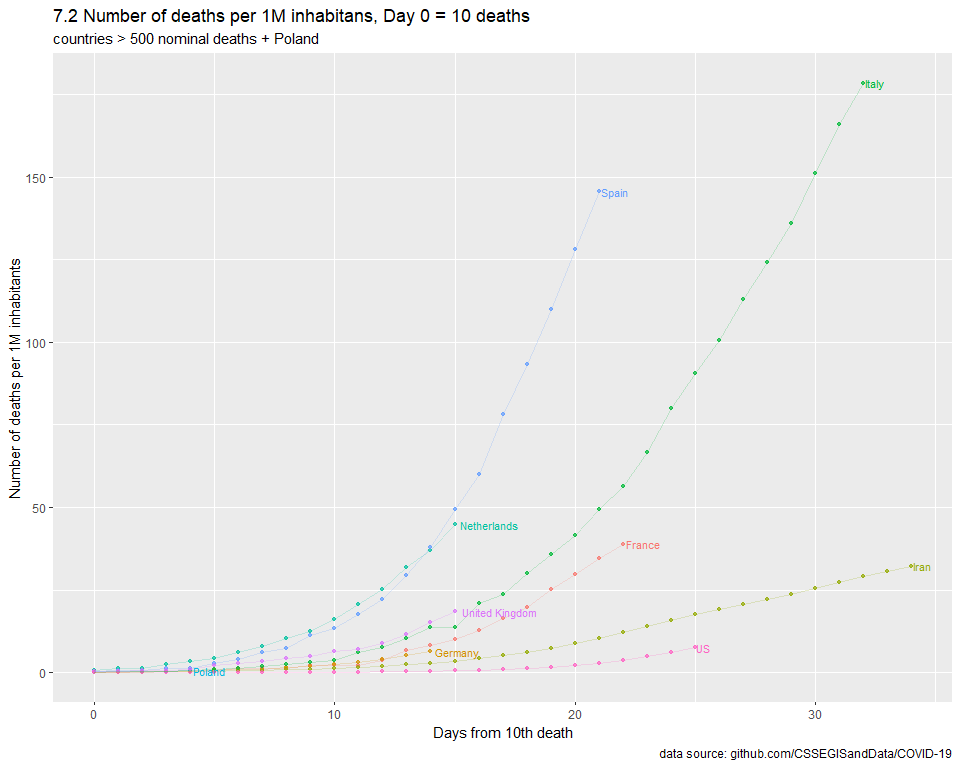 7.2 Number of deaths per 1M inhabitans, Day 0 = 10 deaths
countries > 500 nominal deaths + Poland
Number of deaths per 1M inhabitants
150
100
50
0
Italy
Spain
Netherlands
France
Iran
United Kingdom
Germany
US
Poland
0 10 20 30
Days from 10th death
data source: github.com/CSSEGISandData/COVID-19